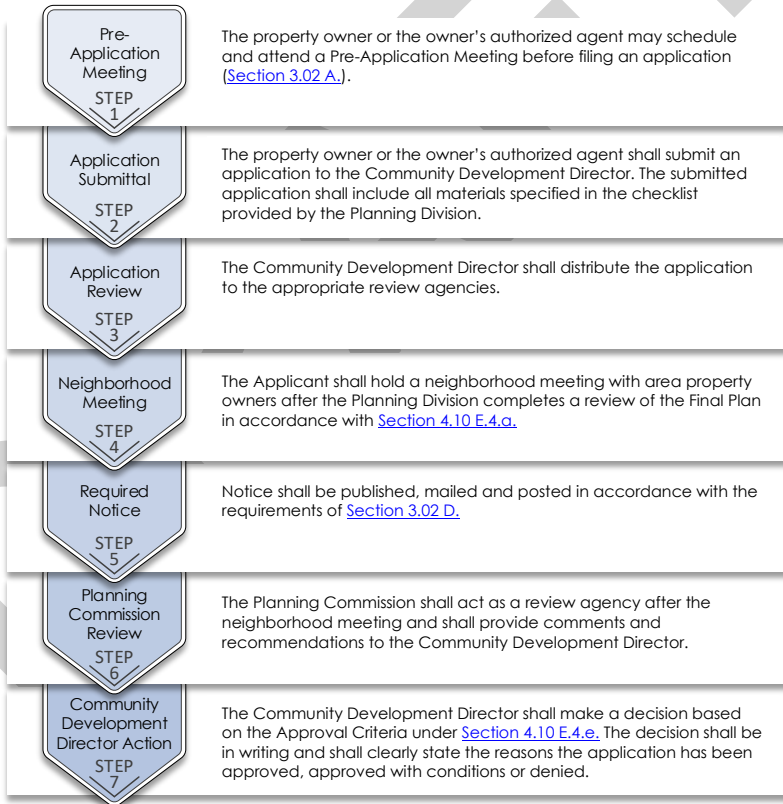 Pre-
Application
Meeting
STEP
1
The property owner or the owner’s authorized agent may schedule
and attend a Pre-Application Meeting before filing an application
(Section 3.02 A.).
Application
Submittal
STEP
2
The property owner or the owner’s authorized agent shall submit an
application to the Community Development Director. The submitted
application shall include all materials specified in the checklist
provided by the Planning Division.
Application
Review
STEP
3
The Community Development Director shall distribute the application
to the appropriate review agencies.
Neighborhood
Meeting
STEP
4
The Applicant shall hold a neighborhood meeting with area property
owners after the Planning Division completes a review of the Final Plan
in accordance with Section 4.10 E.4.a.
Required
Notice
STEP
5
Notice shall be published, mailed and posted in accordance with the
requirements of Section 3.02 D.
Planning
Commission
Review
STEP
6
The Planning Commission shall act as a review agency after the
neighborhood meeting and shall provide comments and
recommendations to the Community Development Director.
Community
Development
Director Action
STEP
7
The Community Development Director shall make a decision based
on the Approval Criteria under Section 4.10 E.4.e. The decision shall be
in writing and shall clearly state the reasons the application has been
approved, approved with conditions or denied.